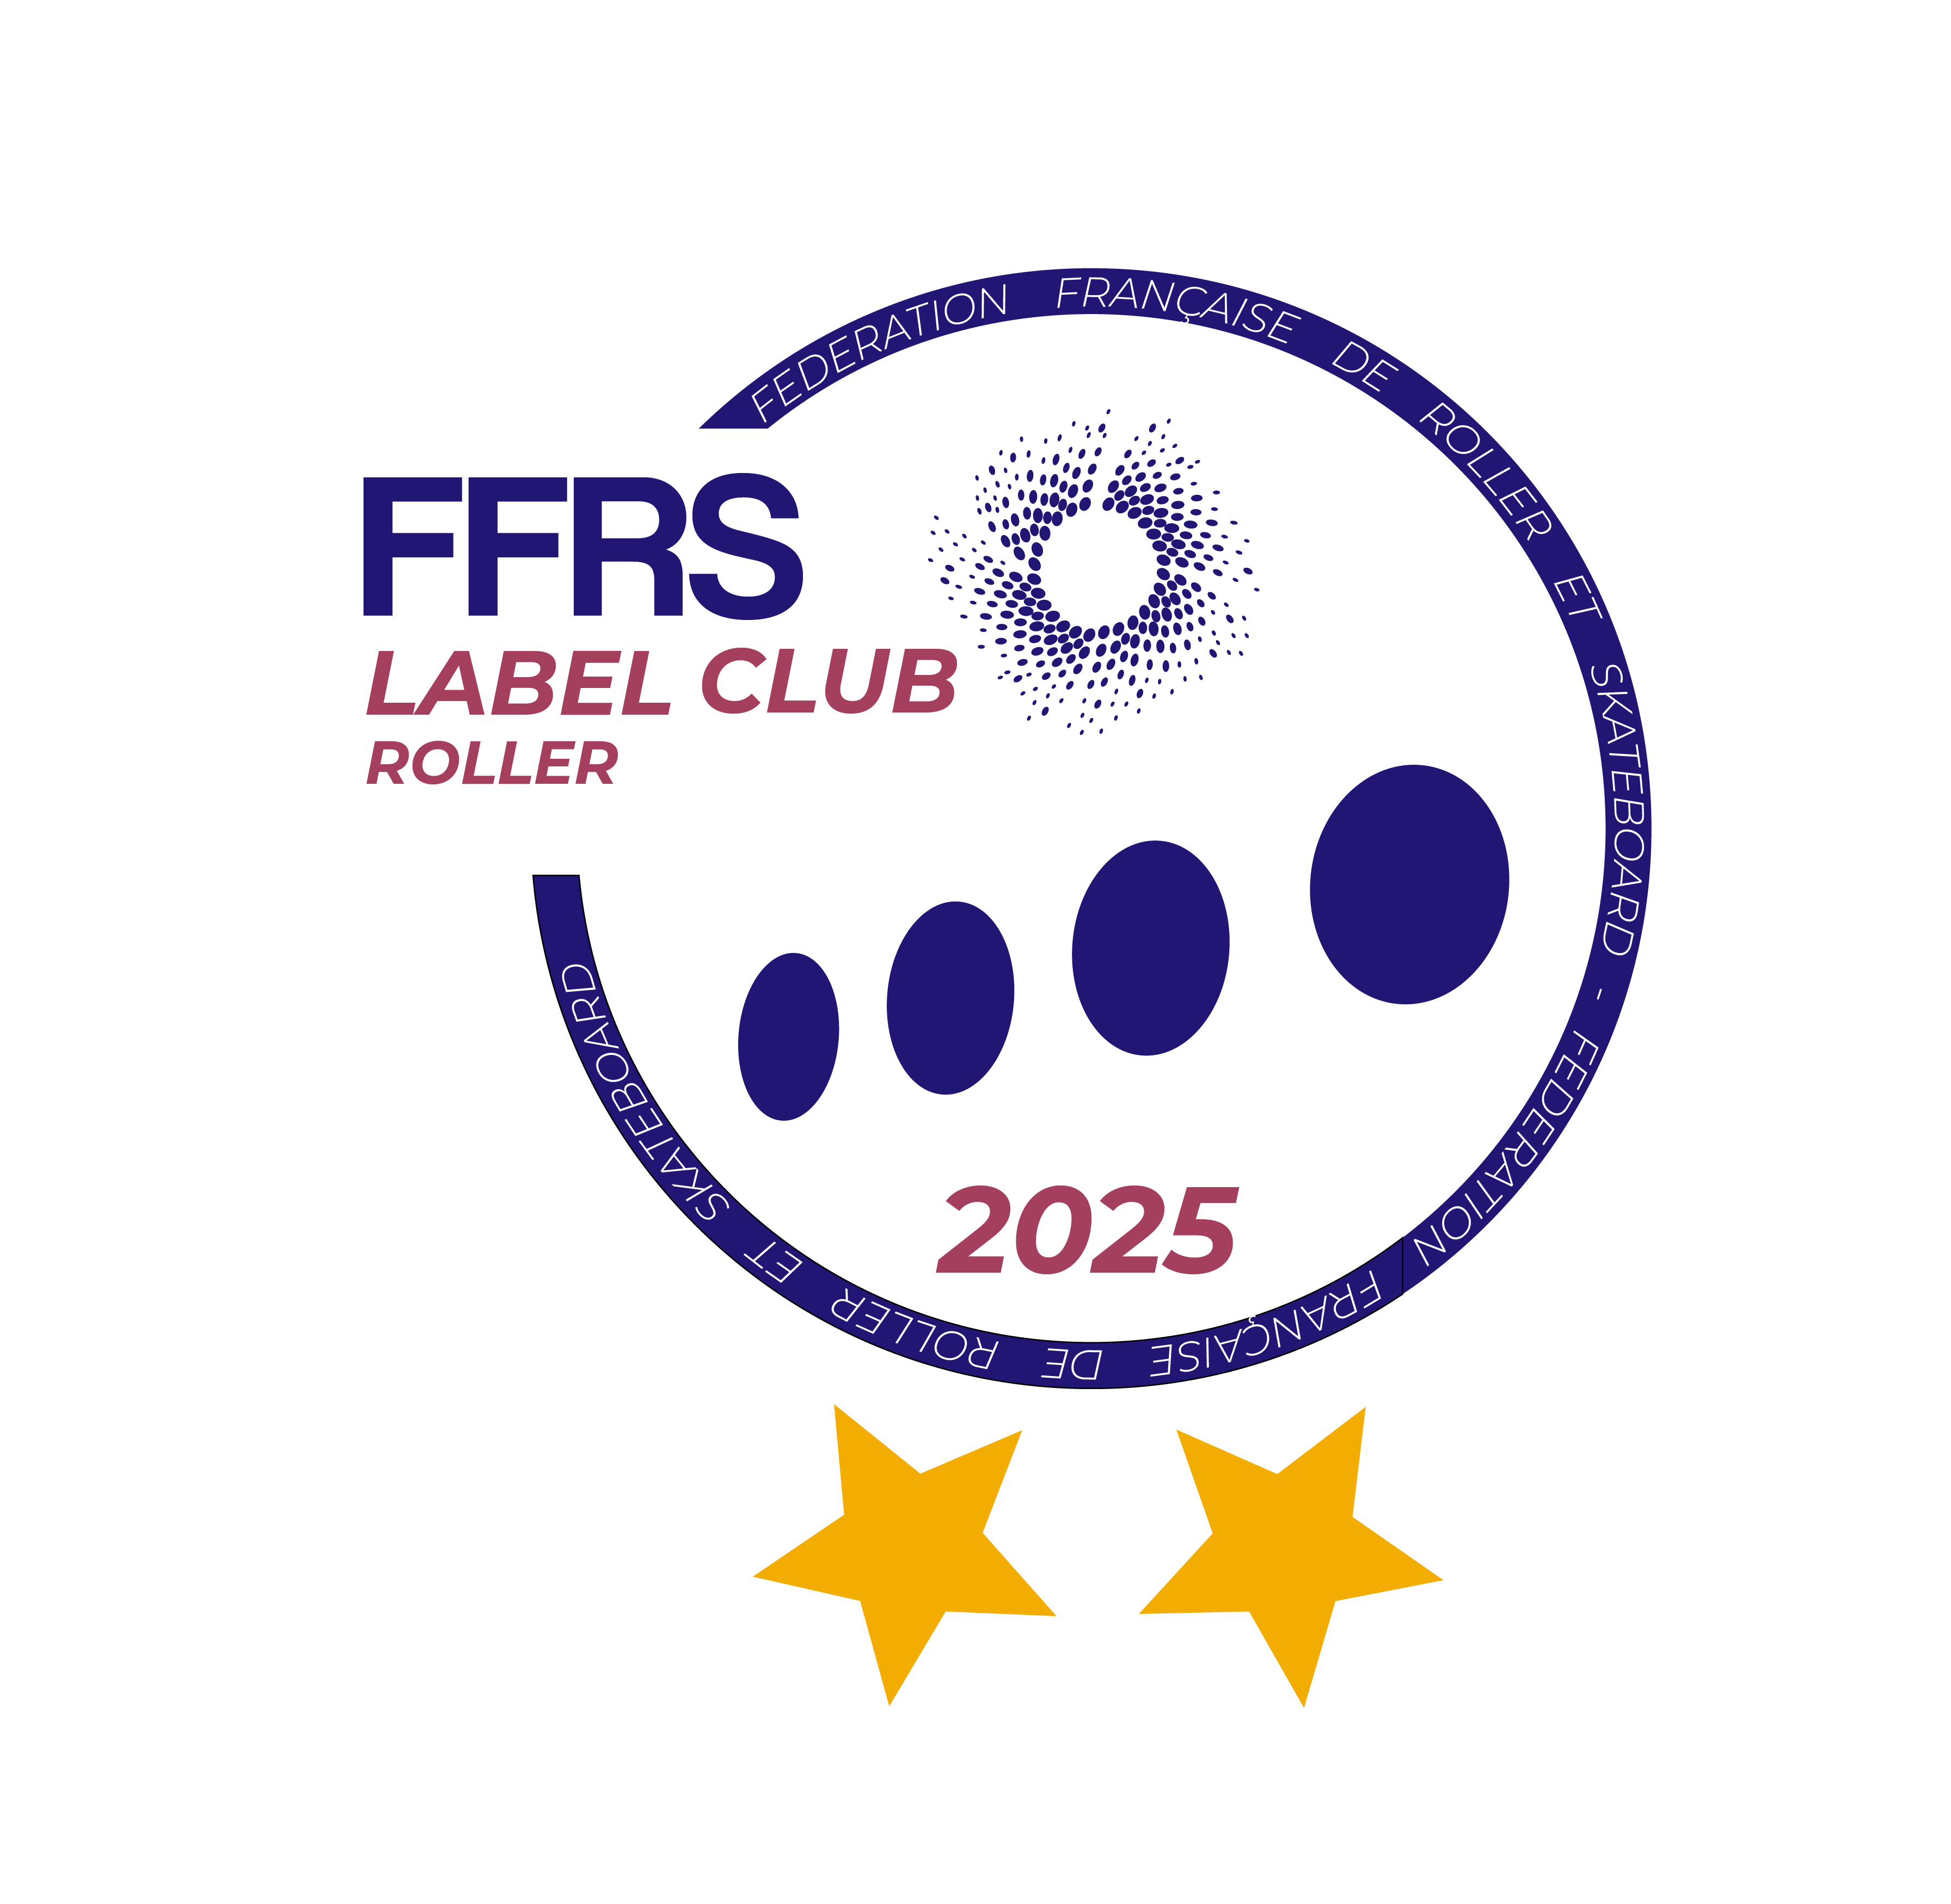 FEDERATION FRANÇAISE DE ROLLER ET SKATEBOARD - FEDERATION FRANÇAISE DE ROLLER ET SKATEBOARD
FFRS
LABEL CLUB
ROLLER
2025